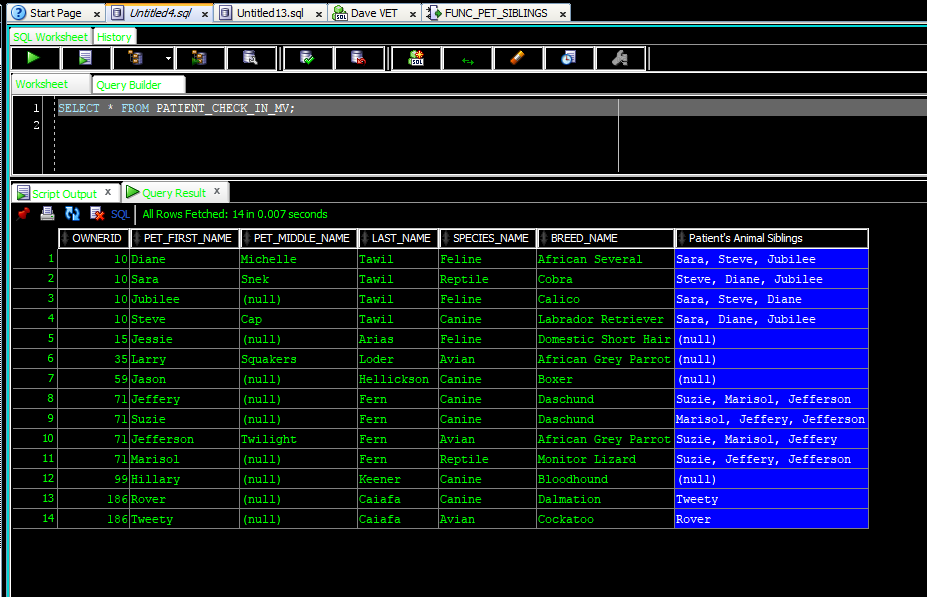 Start Page x Untitled4.sql x Untitled13.sql x Dave VET x FUNC_PET_SIBLINGS x
SQL Worksheet History
Worksheet Query Builder
1 SELECT * FROM PATIENT_CHECK_IN_MV;
2
Script Output x Query Result x
SQL All Rows Fetched: 14 in 0.007 seconds
OWNERID PET_FIRST_NAME PET_MIDDLE_NAME LAST_NAME SPECIES_NAME BREED_NAME Patient's Animal Siblings
1 10 Diane Michelle Tawil Feline African Several Sara, Steve, Jubilee
2 10 Sara Snek Tawil Reptile Cobra Steve, Diane, Jubilee
3 10 Jubilee (null) Tawil Feline Calico Sara, Steve, Diane
4 10 Steve Cap Tawil Canine Labrador Retriever Sara, Diane, Jubilee
5 15 Jessie (null) Arias Feline Domestic Short Hair (null)
6 35 Larry Squakers Loder Avian African Grey Parrot (null)
7 59 Jason (null) Hellickson Canine Boxer (null)
8 71 Jeffery (null) Fern Canine Daschund Suzie, Marisol, Jefferson
9 71 Suzie (null) Fern Canine Daschund Marisol, Jeffery, Jefferson
10 71 Jefferson Twilight Fern Avian African Grey Parrot Suzie, Marisol, Jeffery
11 71 Marisol (null) Fern Reptile Monitor Lizard Suzie, Jeffery, Jefferson
12 99 Hillary (null) Keener Canine Bloodhound (null)
13 186 Rover (null) Caiafa Canine Dalmation Tweety
14 186 Tweety (null) Caiafa Avian Cockatoo Rover